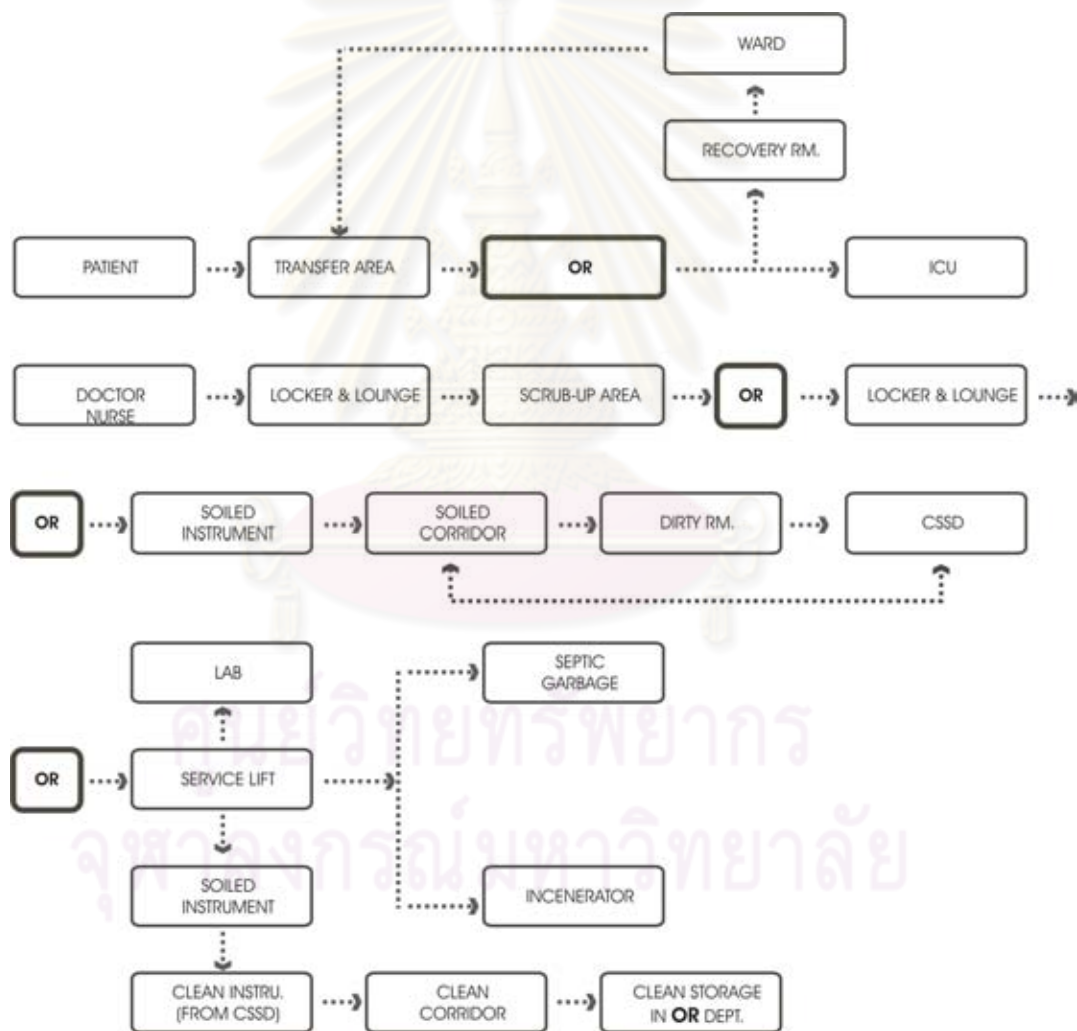 WARD
RECOVERY RM.
PATIENT
TRANSFER AREA
OR
ICU
DOCTOR
NURSE
LOCKER & LOUNGE
SCRUB-UP AREA
OR
LOCKER & LOUNGE
OR
SOILED
INSTRUMENT
SOILED
CORRIDOR
DIRTY RM.
CSSD
LAB
SEPTIC
GARBAGE
ศูนย์วิทยทรัพยากร
OR
SERVICE LIFT
จุฬาลงกรณ์มหาวิทยาลัย
SOILED
INSTRUMENT
INCENERATOR
CLEAN INSTRU.
(FROM CSSD)
CLEAN
CORRIDOR
CLEAN STORAGE
IN OR DEPT.